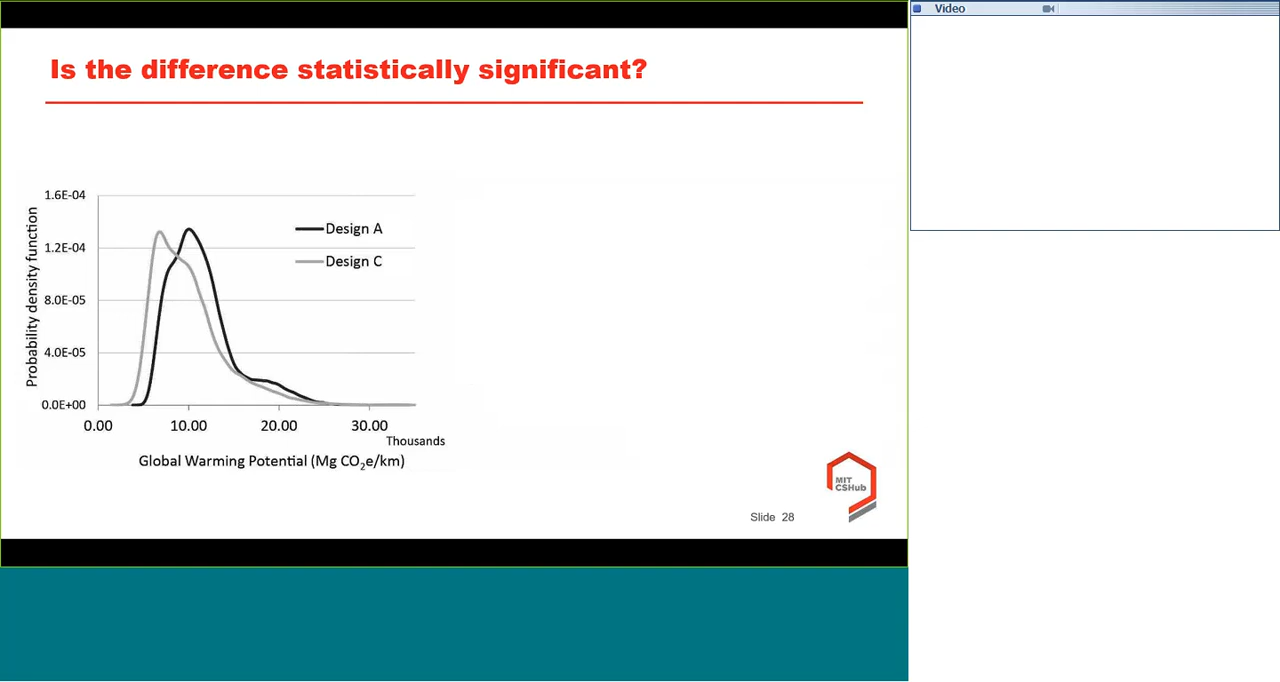 Video
Is the difference statistically significant?
Probability density function
1.6E-04
1.2E-04
8.0E-05
4.0E-05
0.0E+00
Design A
Design C
0.00 10.00 20.00 30.00
Thousands
Global Warming Potential (Mg CO₂e/km)
MIT
CSHub
Slide 28